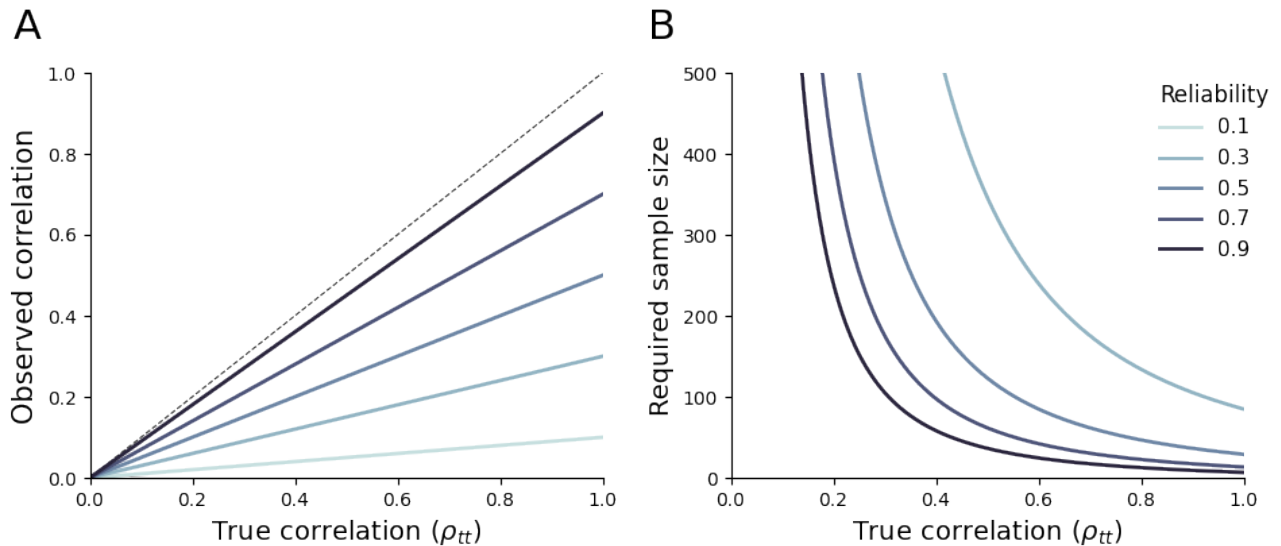 A
Observed correlation
1.0
0.8
0.6
0.4
0.2
0.0
0.0 0.2 0.4 0.6 0.8 1.0
True correlation (ρtt)
B
Required sample size
500
400
300
200
100
0
0.0 0.2 0.4 0.6 0.8 1.0
True correlation (ρtt)
Reliability
0.1
0.3
0.5
0.7
0.9